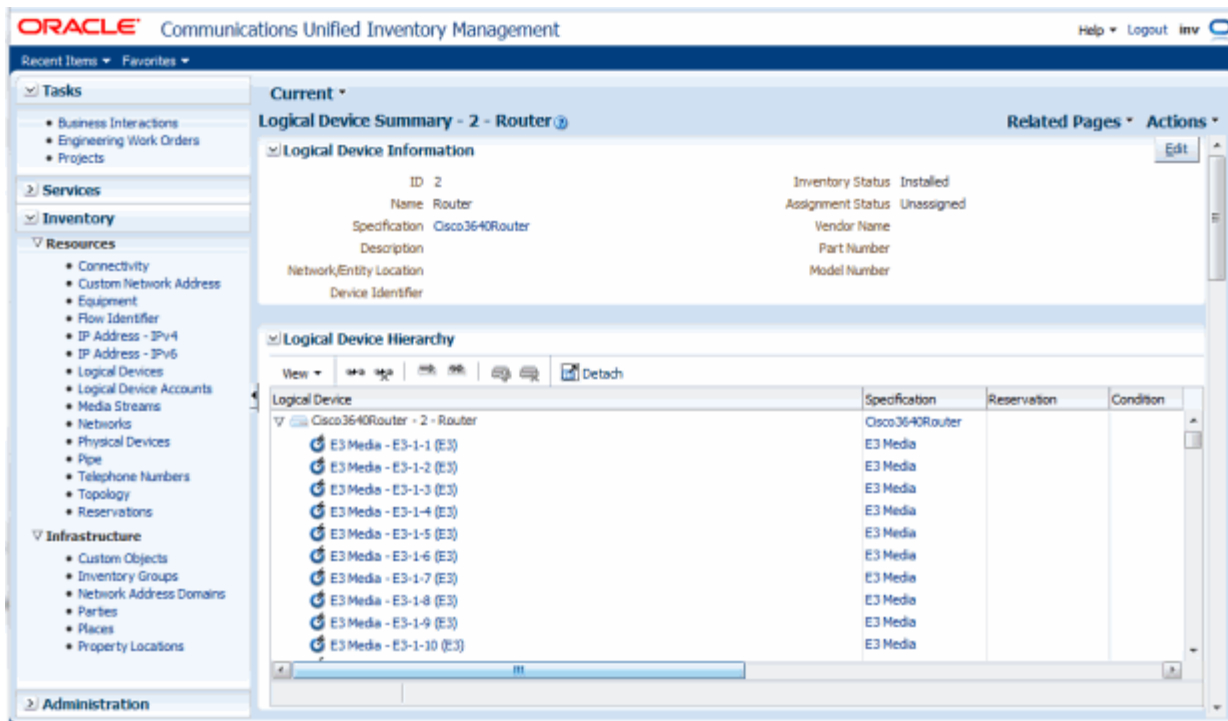 ORACLE Communications Unified Inventory Management
Help Logout inv
Recent Items Favorites
Tasks
Business Interactions
Engineering Work Orders
Projects
Services
Inventory
Resources
Connectivity
Custom Network Address
Equipment
Flow Identifier
IP Address - IPv4
IP Address - IPv6
Logical Devices
Logical Device Accounts
Media Streams
Networks
Physical Devices
Pipe
Telephone Numbers
Topology
Reservations
Infrastructure
Custom Objects
Inventory Groups
Network Address Domains
Parties
Places
Property Locations
Administration
Current
Logical Device Summary - 2 - Router
Related Pages Actions
Logical Device Information
Edit
ID 2
Name Router
Specification Cisco3640Router
Description
Network/Entity Location
Device Identifier
Inventory Status Installed
Assignment Status Unassigned
Vendor Name
Part Number
Model Number
Logical Device Hierarchy
View Detach
Logical Device Specification Reservation Condition
Cisco3640Router - 2 - Router Cisco3640Router
E3 Media - E3-1-1 (E3) E3 Media
E3 Media - E3-1-2 (E3) E3 Media
E3 Media - E3-1-3 (E3) E3 Media
E3 Media - E3-1-4 (E3) E3 Media
E3 Media - E3-1-5 (E3) E3 Media
E3 Media - E3-1-6 (E3) E3 Media
E3 Media - E3-1-7 (E3) E3 Media
E3 Media - E3-1-8 (E3) E3 Media
E3 Media - E3-1-9 (E3) E3 Media
E3 Media - E3-1-10 (E3) E3 Media